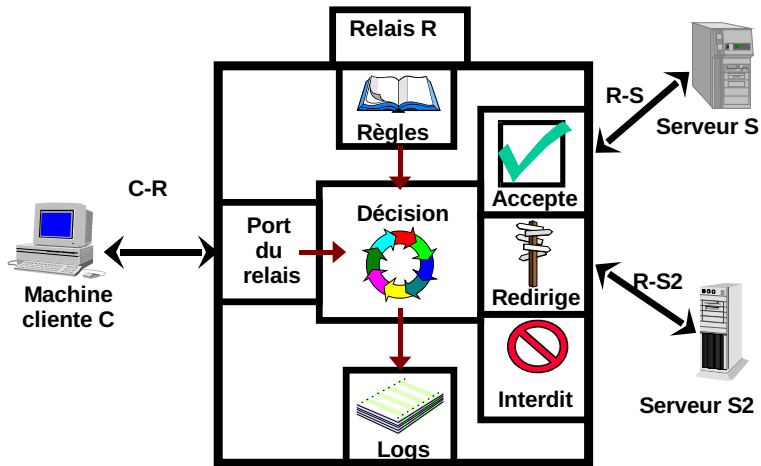 Relais R
Règles
R-S
Serveur S
C-R
Accepte
Port
du
relais
Décision
Machine
cliente C
Redirige
R-S2
Interdit
Serveur S2
Logs